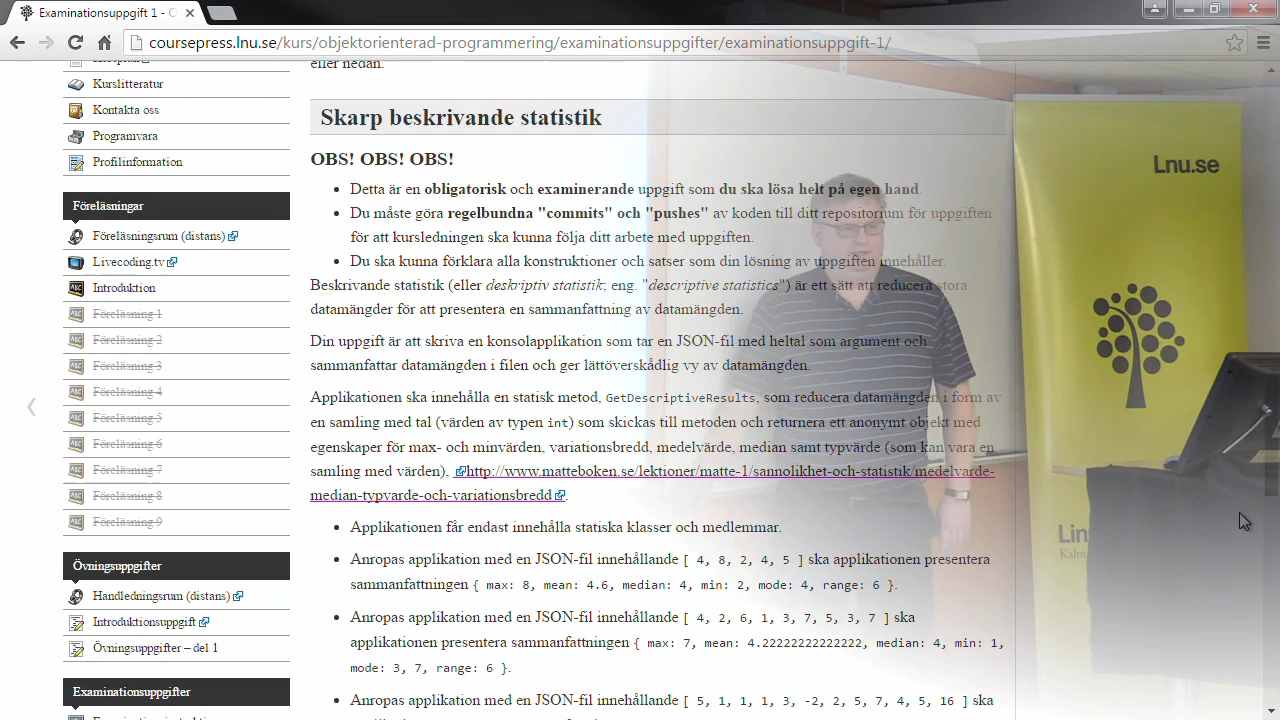 Examinationsuppgift 1 - O
coursepress.lnu.se/kurs/objektorienterad-programmering/examinationsuppgifter/examinationsuppgift-1/
Kurslitteratur
Kontakta oss
Programvara
Profilinformation
Föreläsningar
Föreläsningsrum (distans)
Livecoding.tv
Introduktion
Föreläsning 1
Föreläsning 2
Föreläsning 3
Föreläsning 4
Föreläsning 5
Föreläsning 6
Föreläsning 7
Föreläsning 8
Föreläsning 9
Övningsuppgifter
Handledningsrum (distans)
Introduktionsuppgift
Övningsuppgifter – del 1
Examinationsuppgifter
eller nedan.
Skarp beskrivande statistik
OBS! OBS! OBS!
• Detta är en obligatorisk och examinerande uppgift som du ska lösa helt på egen hand.
• Du måste göra regelbundna "commits" och "pushes" av koden till ditt repositorium för uppgiften
för att kursledningen ska kunna följa ditt arbete med uppgiften.
• Du ska kunna förklara alla konstruktioner och satser som din lösning av uppgiften innehåller.
Beskrivande statistik (eller deskriptiv statistik, eng. "descriptive statistics") är ett sätt att reducera stora
datamängder för att presentera en sammanfattning av datamängden.
Din uppgift är att skriva en konsolapplikation som tar en JSON-fil med heltal som argument och
sammanfattar datamängden i filen och ger lättöverskådlig vy av datamängden.
Applikationen ska innehålla en statisk metod, GetDescriptiveResults, som reducera datamängden i form av
en samling med tal (värden av typen int) som skickas till metoden och returnera ett anonymt objekt med
egenskaper för max- och minvärden, variationsbredd, medelvärde, median samt typvärde (som kan vara en
samling med värden), http://www.matteboken.se/lektioner/matte-1/sannolikhet-och-statistik/medelvarde-
median-typvarde-och-variationsbredd.
• Applikationen får endast innehålla statiska klasser och medlemmar.
• Anropas applikation med en JSON-fil innehållande [ 4, 8, 2, 4, 5 ] ska applikationen presentera
sammanfattningen { max: 8, mean: 4.6, median: 4, min: 2, mode: 4, range: 6 }.
• Anropas applikation med en JSON-fil innehållande [ 4, 2, 6, 1, 3, 7, 5, 3, 7 ] ska
applikationen presentera sammanfattningen { max: 7, mean: 4.22222222222222, median: 4, min: 1,
mode: 3, 7, range: 6 }.
• Anropas applikation med en JSON-fil innehållande [ 5, 1, 1, 1, 3, -2, 2, 5, 7, 4, 5, 16 ] ska
Lnu.se
Lin
Kalma